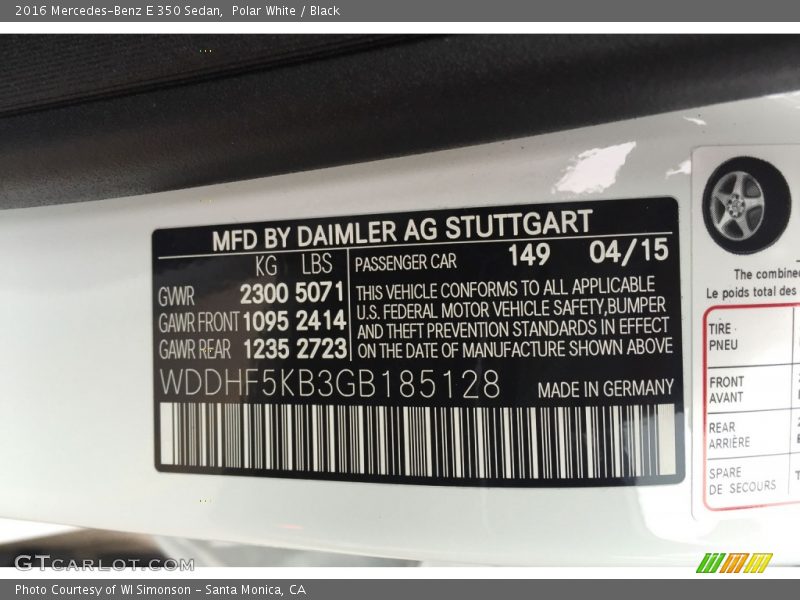 2016 Mercedes-Benz E 350 Sedan,  Polar White / Black
MFD BY DAIMLER AG STUTTGART
KG LBS PASSENGER CAR 149 04/15
GVWR 2300 5071
GAWR FRONT 1095 2414
GAWR REAR 1235 2723
THIS VEHICLE CONFORMS TO ALL APPLICABLE
U.S. FEDERAL MOTOR VEHICLE SAFETY,BUMPER
AND THEFT PREVENTION STANDARDS IN EFFECT
ON THE DATE OF MANUFACTURE SHOWN ABOVE
WDDHF5KB3GB185128 MADE IN GERMANY
The combined
Le poids total des
TIRE
PNEU
FRONT
AVANT
REAR
ARRIÈRE
SPARE
DE SECOURS
GTCARLOT.COM
Photo Courtesy of WI Simonson - Santa Monica, CA